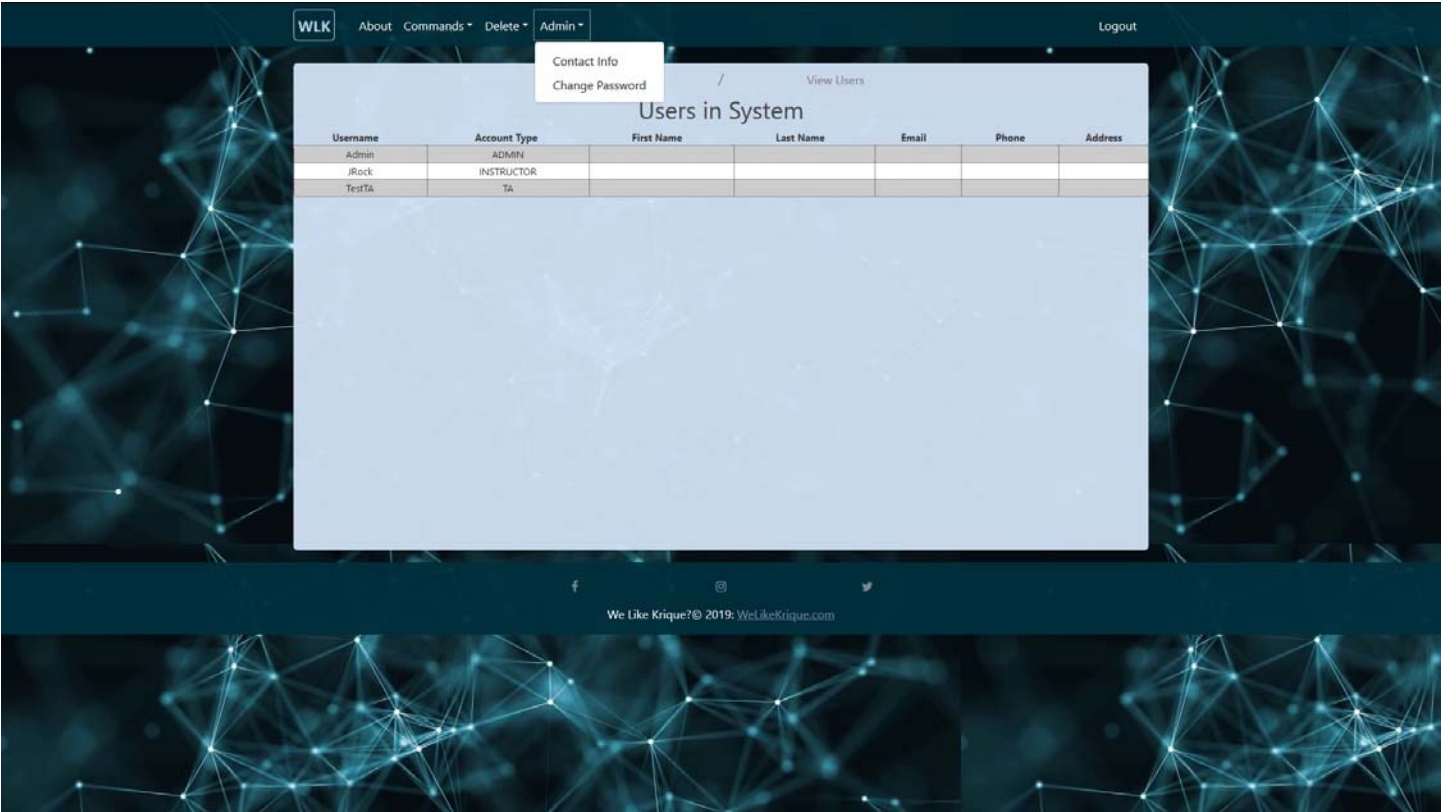 WLK About Commands Delete Admin Logout
Contact Info
Change Password
/ View Users
Users in System
Username Account Type First Name Last Name Email Phone Address
Admin ADMIN
JRock INSTRUCTOR
TestTA TA
We Like Krique?© 2019: WeLikeKrique.com